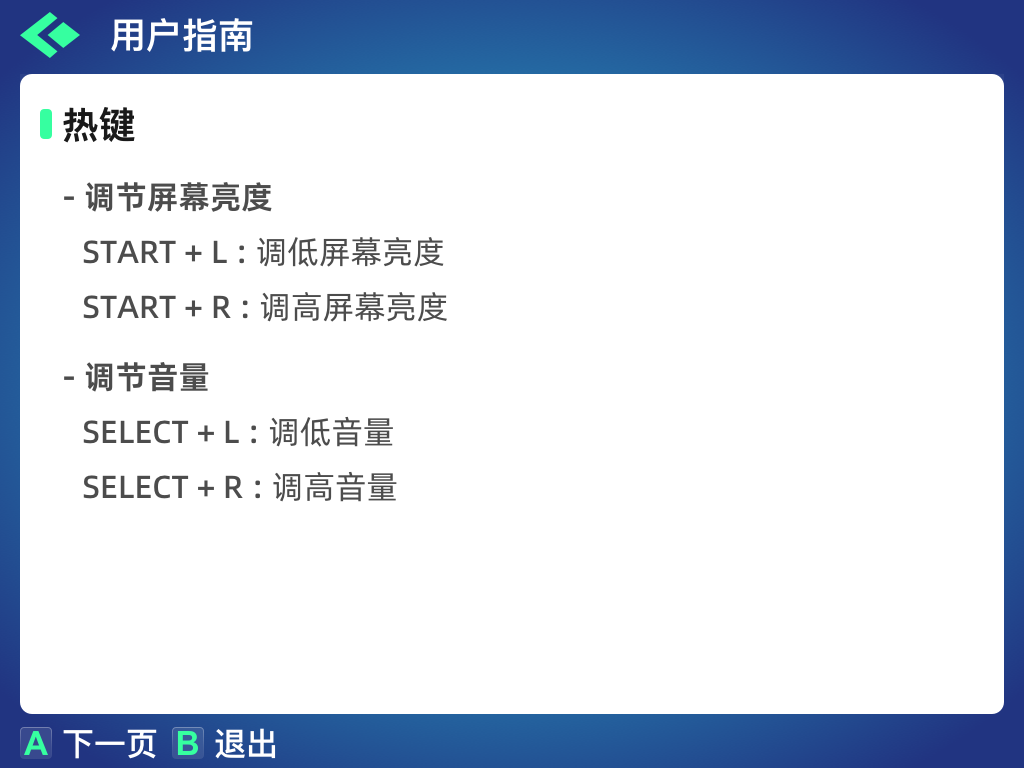 用户指南
热键
- 调节屏幕亮度
START + L : 调低屏幕亮度
START + R : 调高屏幕亮度
- 调节音量
SELECT + L : 调低音量
SELECT + R : 调高音量
A 下一页 B 退出